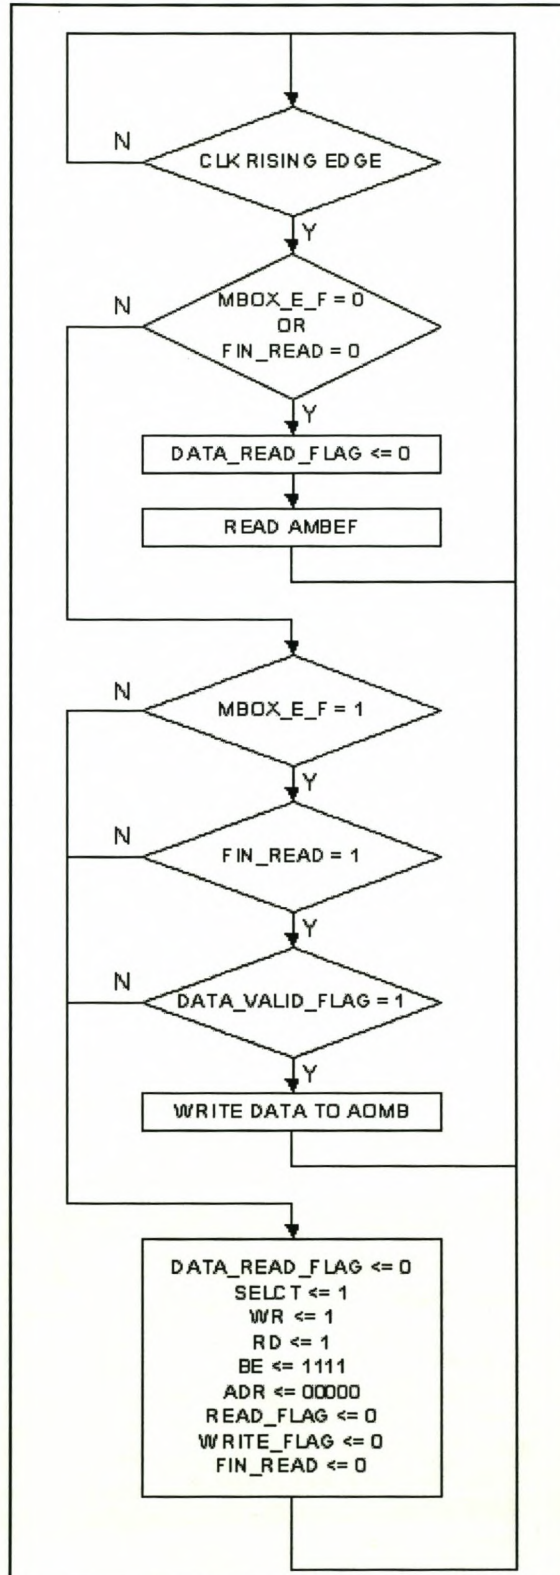 N
CLK RISING EDGE
Y
N
MBOX_E_F = 0
OR
FIN_READ = 0
Y
DATA_READ_FLAG <= 0
READ AMBEF
N
MBOX_E_F = 1
Y
N
FIN_READ = 1
Y
N
DATA_VALID_FLAG = 1
Y
WRITE DATA TO AOMB
DATA_READ_FLAG <= 0
SELCT <= 1
WR <= 1
RD <= 1
BE <= 1111
ADR <= 00000
READ_FLAG <= 0
WRITE_FLAG <= 0
FIN_READ <= 0